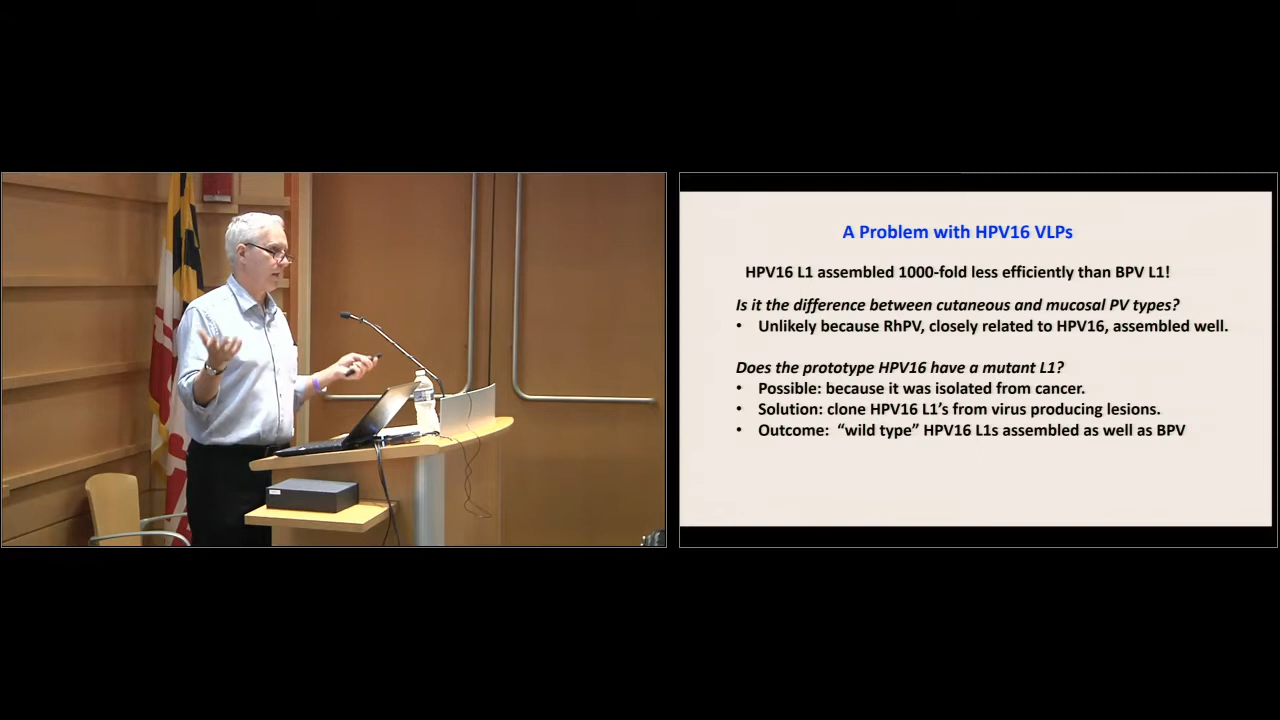 A Problem with HPV16 VLPs
HPV16 L1 assembled 1000-fold less efficiently than BPV L1!
Is it the difference between cutaneous and mucosal PV types?
• Unlikely because RhPV, closely related to HPV16, assembled well.
Does the prototype HPV16 have a mutant L1?
• Possible: because it was isolated from cancer.
• Solution: clone HPV16 L1's from virus producing lesions.
• Outcome: “wild type” HPV16 L1s assembled as well as BPV